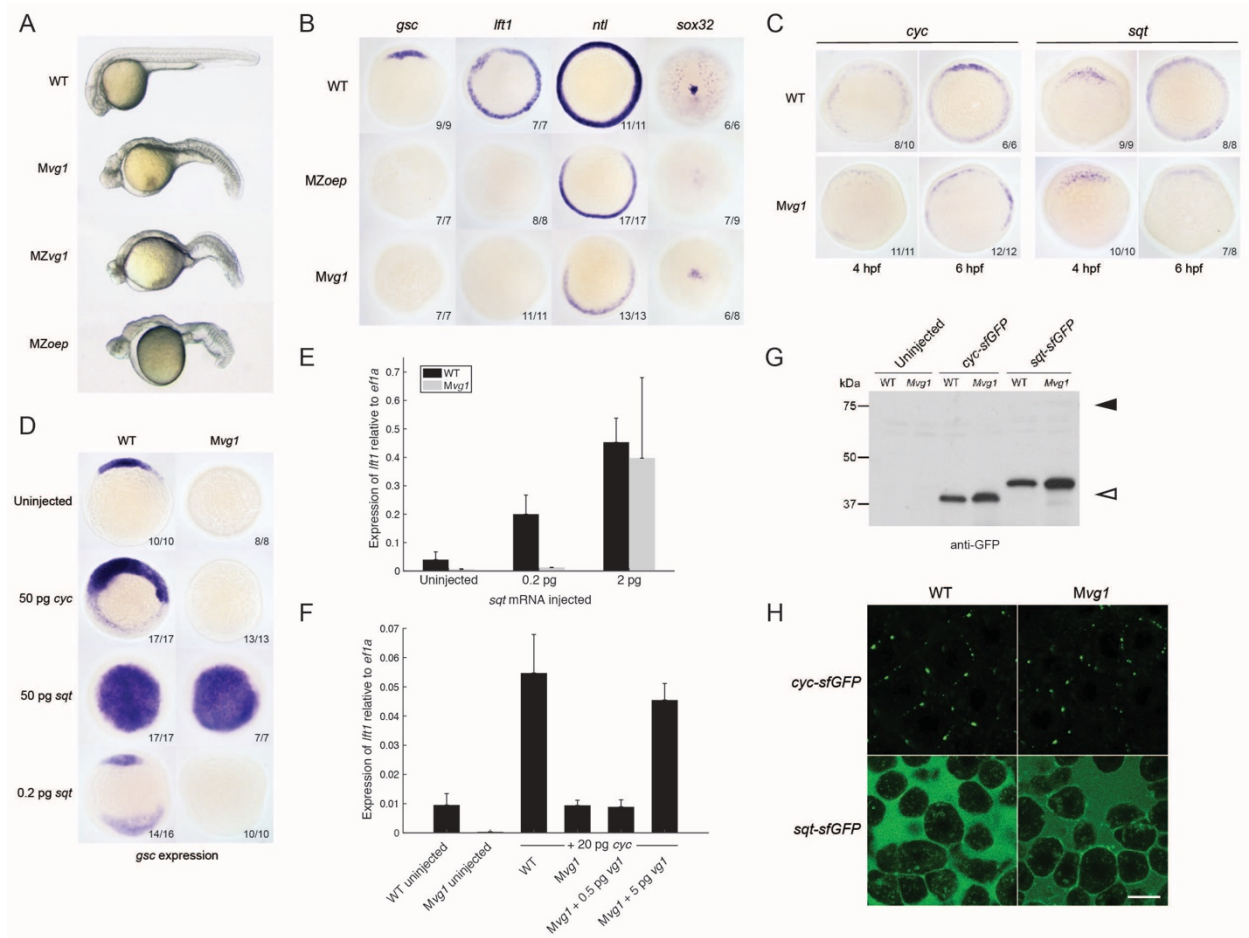 A
WT
Mvg1
MZvg1
MZoep
B
gsc lft1 ntl sox32
WT
9/9 7/7 11/11 6/6
MZoep
7/7 8/8 17/17 7/9
Mvg1
7/7 11/11 13/13 6/8
C
cyc sqt
WT
8/10 6/6 9/9 8/8
Mvg1
11/11 12/12 10/10 7/8
4 hpf 6 hpf 4 hpf 6 hpf
D
WT Mvg1
Uninjected
10/10 8/8
50 pg cyc
17/17 13/13
50 pg sqt
17/17 7/7
0.2 pg sqt
14/16 10/10
gsc expression
E
Expression of lft1 relative to ef1a
0.7
0.6
0.5
0.4
0.3
0.2
0.1
0
WT
Mvg1
Uninjected 0.2 pg 2 pg
sqt mRNA injected
F
Expression of lft1 relative to ef1a
0.07
0.06
0.05
0.04
0.03
0.02
0.01
0
WT uninjected
Mvg1 uninjected
+ 20 pg cyc
WT
Mvg1
Mvg1 + 0.5 pg vg1
Mvg1 + 5 pg vg1
G
Uninjected cyc-sfGFP sqt-sfGFP
kDa WT Mvg1 WT Mvg1 WT Mvg1
75
50
37
anti-GFP
H
WT Mvg1
cyc-sfGFP
sqt-sfGFP